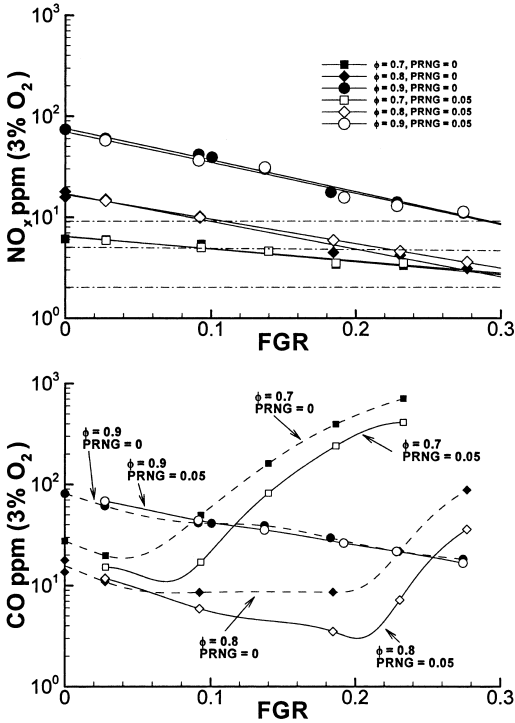 10³
10²
10¹
10⁰
NOₓ ppm (3% O₂)
ϕ = 0.7, PRNG = 0
ϕ = 0.8, PRNG = 0
ϕ = 0.9, PRNG = 0
ϕ = 0.7, PRNG = 0.05
ϕ = 0.8, PRNG = 0.05
ϕ = 0.9, PRNG = 0.05
0 0.1 0.2 0.3
FGR
10³
10²
10¹
10⁰
CO ppm (3% O₂)
ϕ = 0.7
PRNG = 0
ϕ = 0.9
PRNG = 0
ϕ = 0.9
PRNG = 0.05
ϕ = 0.7
PRNG = 0.05
ϕ = 0.8
PRNG = 0
ϕ = 0.8
PRNG = 0.05
0 0.1 0.2 0.3
FGR